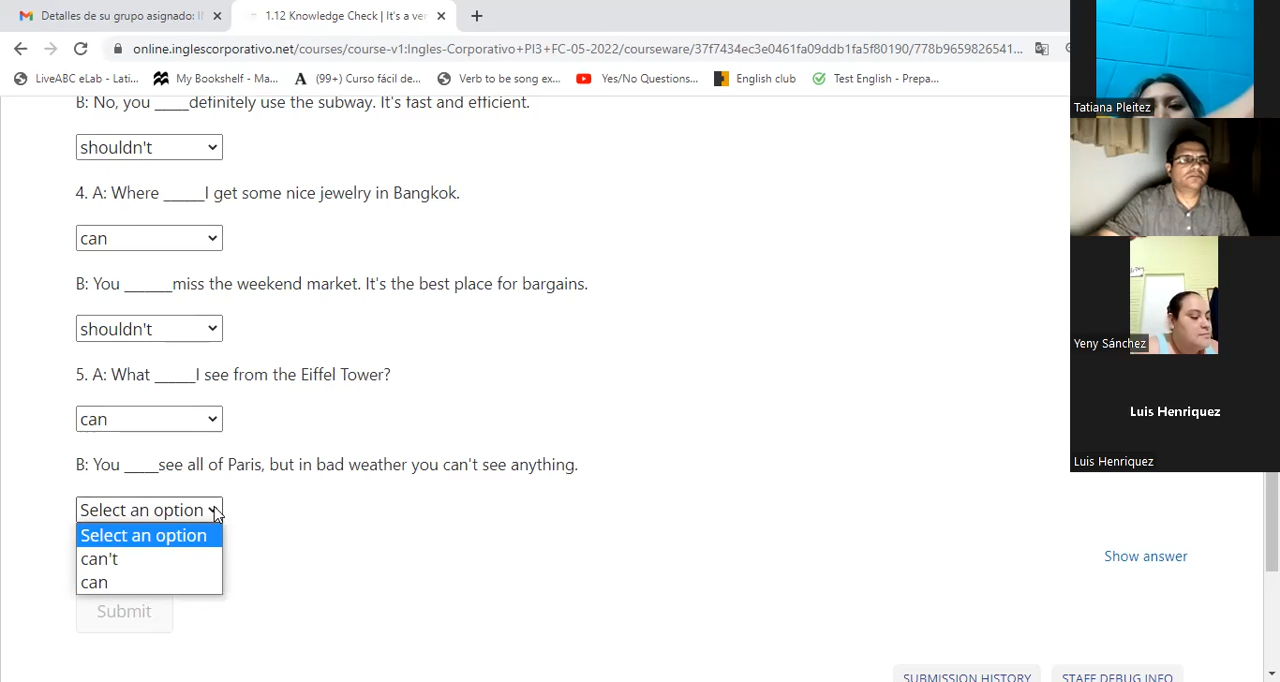 Detalles de su grupo asignado: I
1.12 Knowledge Check | It's a ver
online.inglescorporativo.net/courses/course-v1:Ingles-Corporativo+PI3+FC-05-2022/courseware/37f7434ec3e0461fa09ddb1fa5f80190/778b9659826541...
LiveABC eLab - Lati...
My Bookshelf - Ma...
(99+) Curso fácil de...
Verb to be song ex...
Yes/No Questions...
English club
Test English - Prepa...
B: No, you ____definitely use the subway. It's fast and efficient.
shouldn't
4. A: Where _____I get some nice jewelry in Bangkok.
can
B: You ______miss the weekend market. It's the best place for bargains.
shouldn't
5. A: What _____I see from the Eiffel Tower?
can
B: You ____see all of Paris, but in bad weather you can't see anything.
Select an option
Select an option
can't
can
Show answer
Submit
SUBMISSION HISTORY
STAFF DEBUG INFO
Tatiana Pleitez
Yeny Sánchez
Luis Henriquez
Luis Henriquez